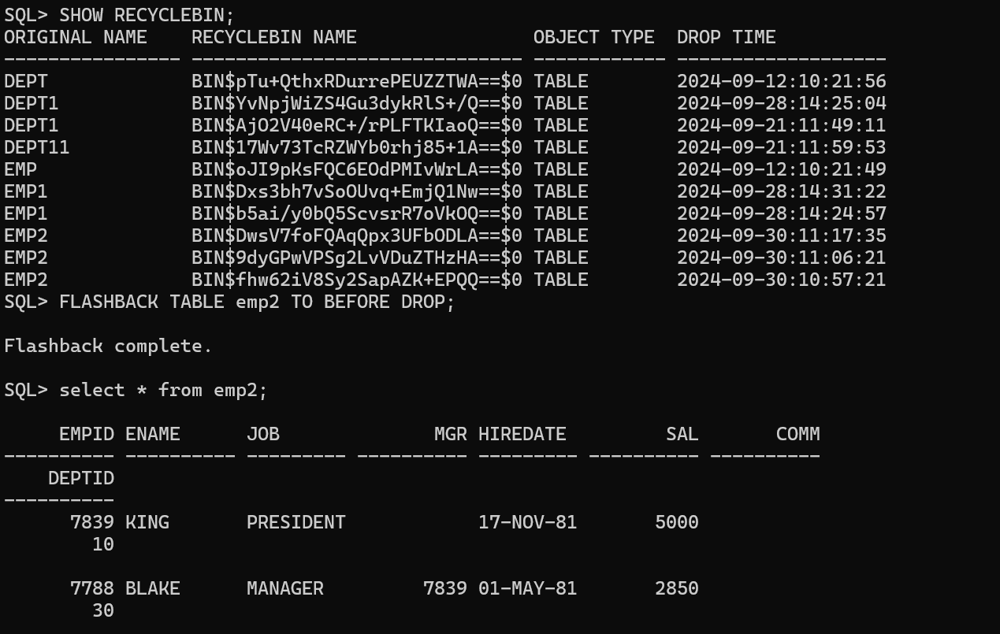 SQL> SHOW RECYCLEBIN;
ORIGINAL NAME    RECYCLEBIN NAME                OBJECT TYPE  DROP TIME
---------------- ------------------------------ ------------ -------------------
DEPT             BIN$pTu+QthxRDurrePEUZZTWA==$0 TABLE        2024-09-12:10:21:56
DEPT1            BIN$YvNpjWiZS4Gu3dykRlS+/Q==$0 TABLE        2024-09-28:14:25:04
DEPT1            BIN$AjO2V40eRC+/rPLFTKIaoQ==$0 TABLE        2024-09-21:11:49:11
DEPT11           BIN$17Wv73TcRZWYb0rhj85+1A==$0 TABLE        2024-09-21:11:59:53
EMP              BIN$oJI9pKsFQC6EOdPMIvWrLA==$0 TABLE        2024-09-12:10:21:49
EMP1             BIN$Dxs3bh7vSoOUvq+EmjQ1Nw==$0 TABLE        2024-09-28:14:31:22
EMP1             BIN$b5ai/y0bQ5ScvsrR7oVkOQ==$0 TABLE        2024-09-28:14:24:57
EMP2             BIN$DwsV7foFQAqQpx3UFbODLA==$0 TABLE        2024-09-30:11:17:35
EMP2             BIN$9dyGPwVPSg2LvVDuZTHzHA==$0 TABLE        2024-09-30:11:06:21
EMP2             BIN$fhw62iV8Sy2SapAZK+EPQQ==$0 TABLE        2024-09-30:10:57:21
SQL> FLASHBACK TABLE emp2 TO BEFORE DROP;
Flashback complete.
SQL> select * from emp2;
     EMPID ENAME      JOB              MGR HIREDATE         SAL       COMM
---------- ---------- --------- ---------- --------- ---------- ----------
    DEPTID
----------
      7839 KING       PRESIDENT            17-NOV-81       5000
        10
      7788 BLAKE      MANAGER         7839 01-MAY-81       2850
        30